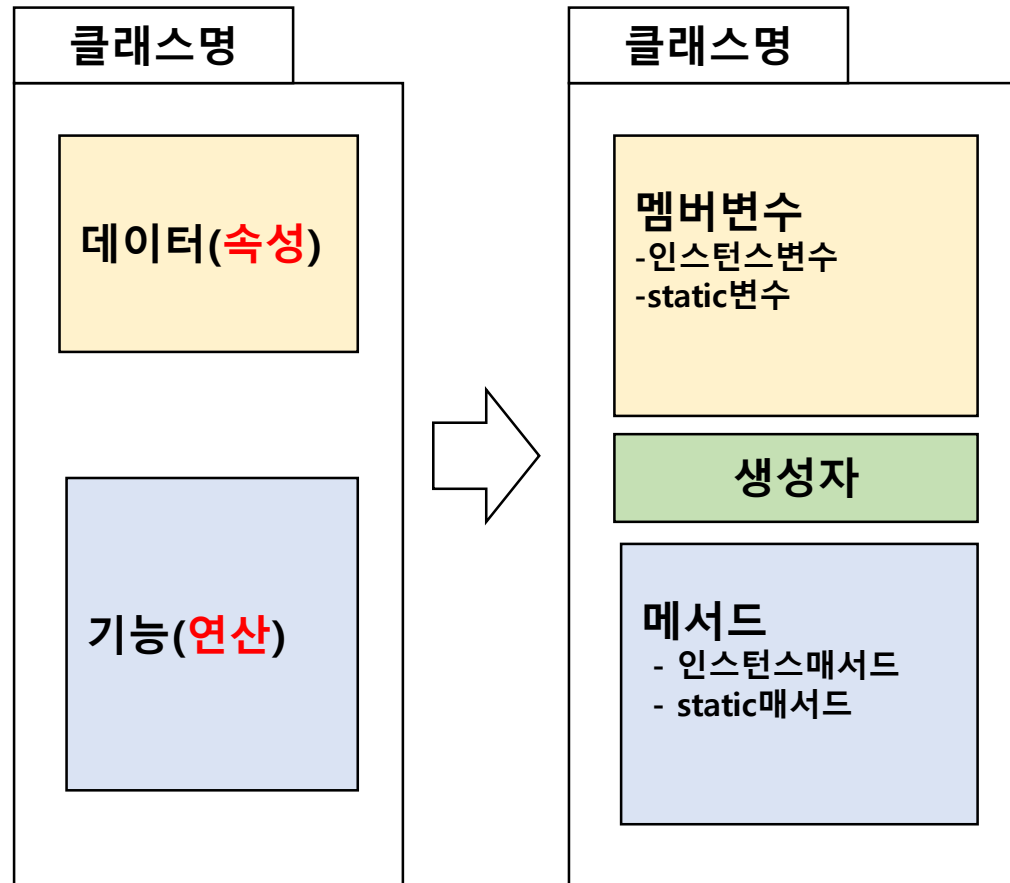 클래스명
데이터(속성)
기능(연산)
클래스명
멤버변수
-인스턴스변수
-static변수
생성자
메서드
- 인스턴스매서드
- static매서드